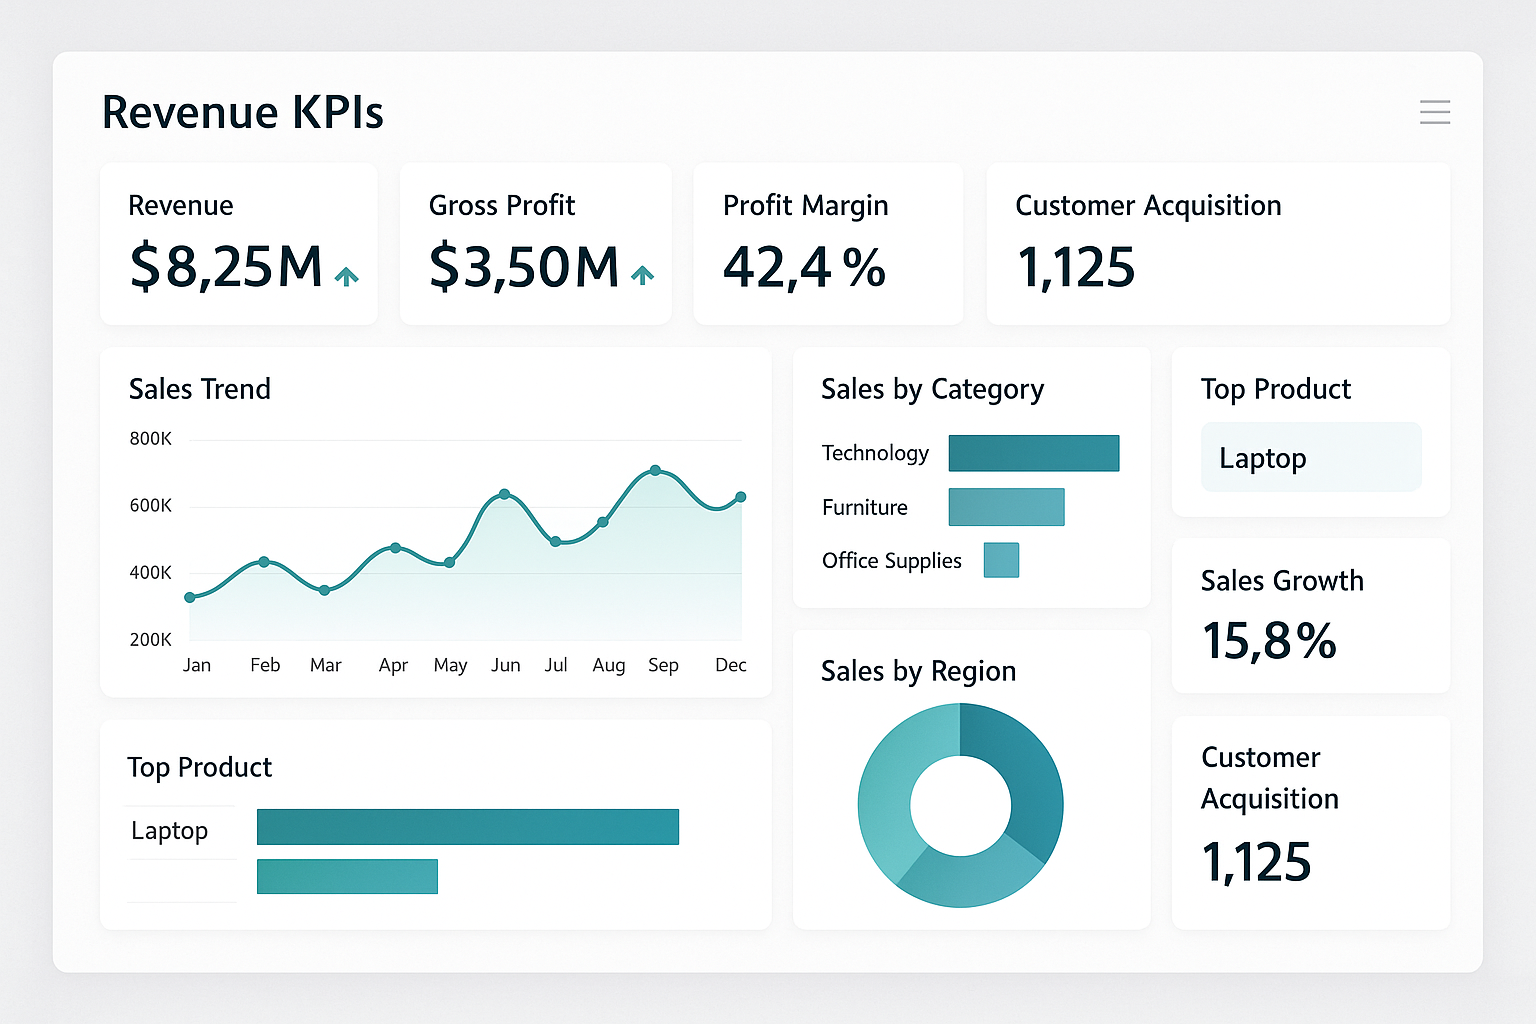 Revenue KPIs
Revenue
$8,25M
Gross Profit
$3,50M
Profit Margin
42,4 %
Customer Acquisition
1,125
Sales Trend
800K
600K
400K
200K
Jan Feb Mar Apr May Jun Jul Aug Sep Dec
Sales by Category
Technology
Furniture
Office Supplies
Top Product
Laptop
Sales Growth
15,8%
Top Product
Laptop
Sales by Region
Customer
Acquisition
1,125